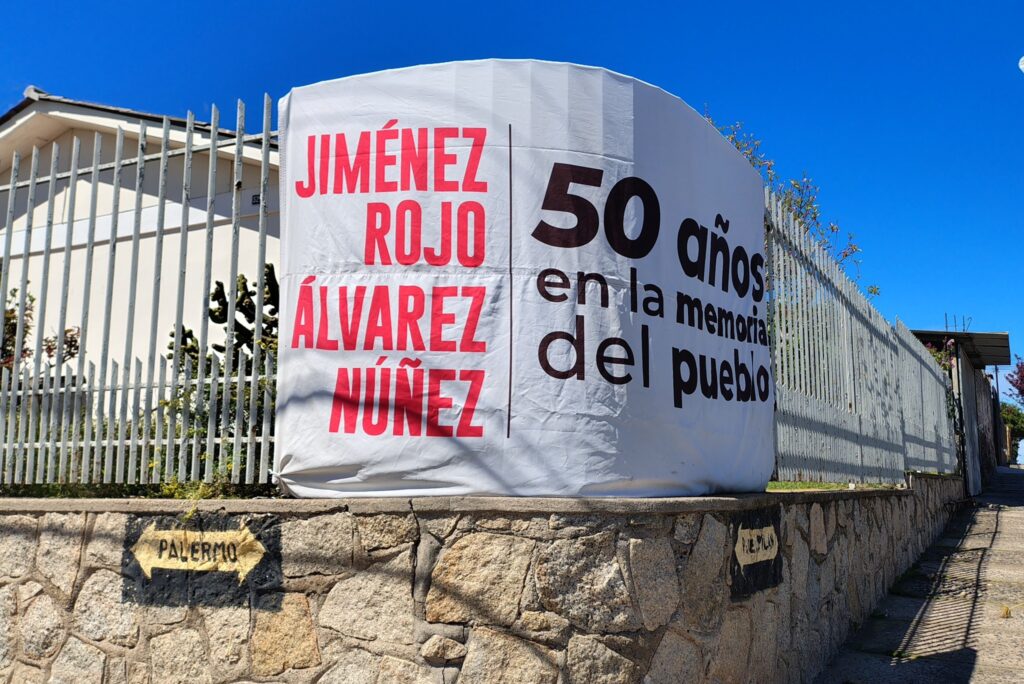 JIMÉNEZ
ROJO
ÁLVAREZ
NÚÑEZ
50 años
en la memoria
del pueblo
PALERMO